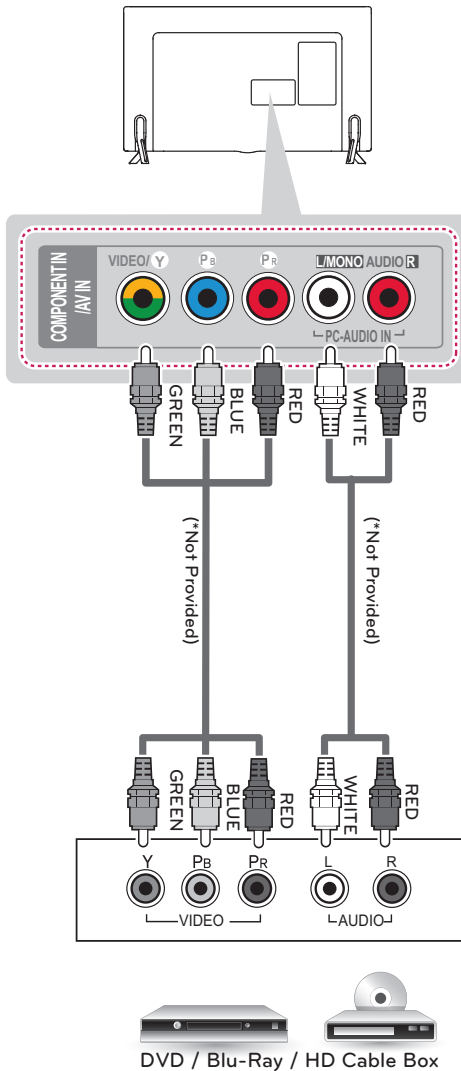 COMPONENT IN
/AV IN
VIDEO/ Y PB PR L/MONO AUDIO R
PC-AUDIO IN
GREEN BLUE RED WHITE RED
(*Not Provided) (*Not Provided)
GREEN BLUE RED WHITE RED
Y PB PR L R
VIDEO AUDIO
DVD / Blu-Ray / HD Cable Box